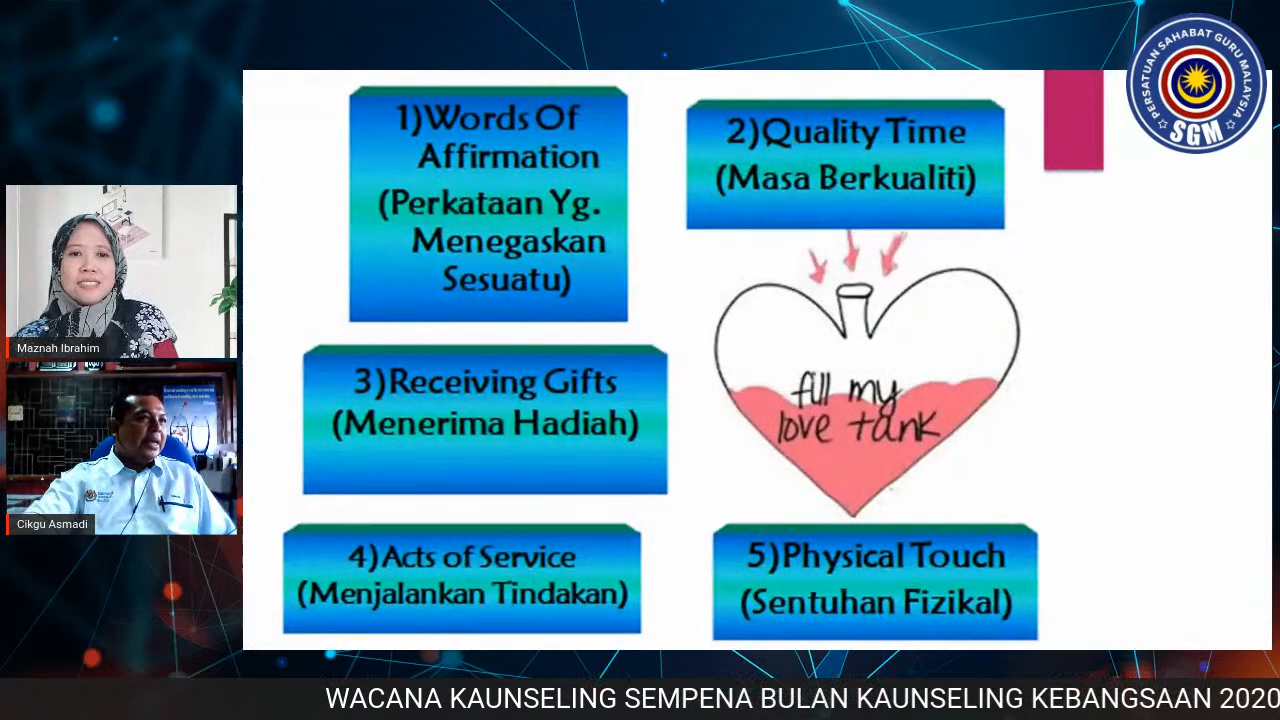 PERSATUAN SAHABAT GURU MALAYSIA
SGM
1)Words Of
Affirmation
(Perkataan Yg.
Menegaskan
Sesuatu)
2)Quality Time
(Masa Berkualiti)
3)Receiving Gifts
(Menerima Hadiah)
fill my
love tank
4)Acts of Service
(Menjalankan Tindakan)
5)Physical Touch
(Sentuhan Fizikal)
Maznah Ibrahim
Cikgu Asmadi
WACANA KAUNSELING SEMPENA BULAN KAUNSELING KEBANGSAAN 2020